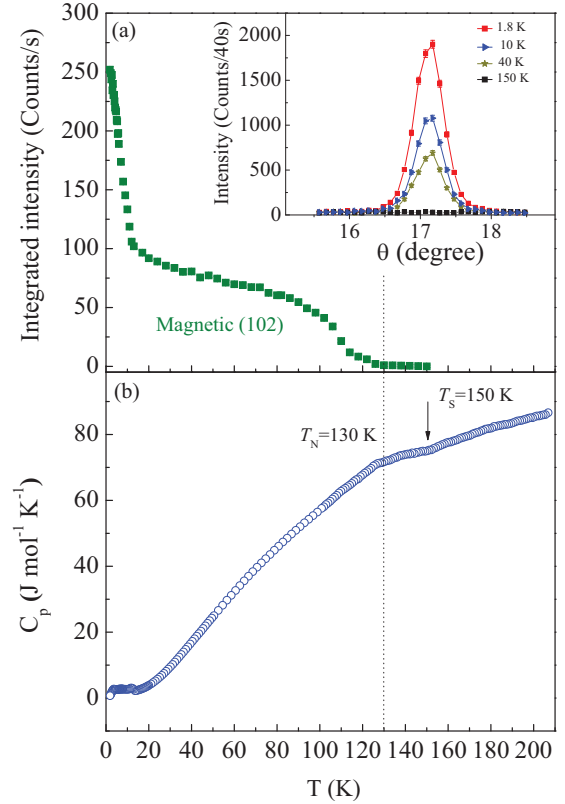 (a)
Integrated intensity (Counts/s)
300
250
200
150
100
50
0
Magnetic (102)
Intensity (Counts/40s)
2000
1500
1000
500
0
1.8 K
10 K
40 K
150 K
16 17 18
θ (degree)
(b)
T_S=150 K
T_N=130 K
C_p (J mol⁻¹ K⁻¹)
80
60
40
20
0
0 20 40 60 80 100 120 140 160 180 200
T (K)